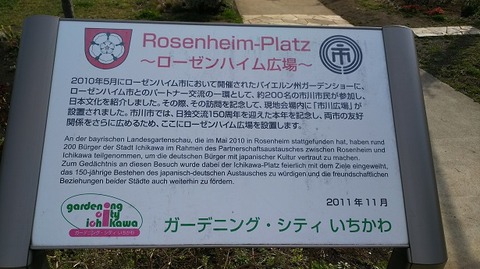 Rosenheim-Platz
～ローゼンハイム広場～
2010年5月にローゼンハイム市において開催されたバイエルン州ガーデンショーに、
ローゼンハイム市とのパートナー交流の一環として、約200名の市川市民が参加し、
日本文化を紹介しました。その際、その訪問を記念して、現地会場内に「市川広場」が
設置されました。市川市では、日独交流150周年を迎えた本年を記念し、両市の友好
関係をさらに広めるため、ここにローゼンハイム広場を設置します。
An der bayrischen Landesgartenschau, die im Mai 2010 in Rosenheim stattgefunden hat, haben rund
200 Bürger der Stadt Ichikawa im Rahmen des Partnerschaftsaustausches zwischen Rosenheim und
Ichikawa teilgenommen, um die deutschen Bürger mit japanischer Kultur vertraut zu machen.
Zum Gedächtnis an diesen Besuch wurde dabei der Ichikawa-Platz feierlich mit dem Ziele eingeweiht,
das 150-jährige Bestehen des japanisch-deutschen Austausches zu würdigen und die freundschaftlichen
Beziehungen beider Städte auch weiterhin zu fördern.
2011年11月
gardening
city
ichikawa
ガーデニング・シティ いちかわ
ガーデニング・シティ いちかわ